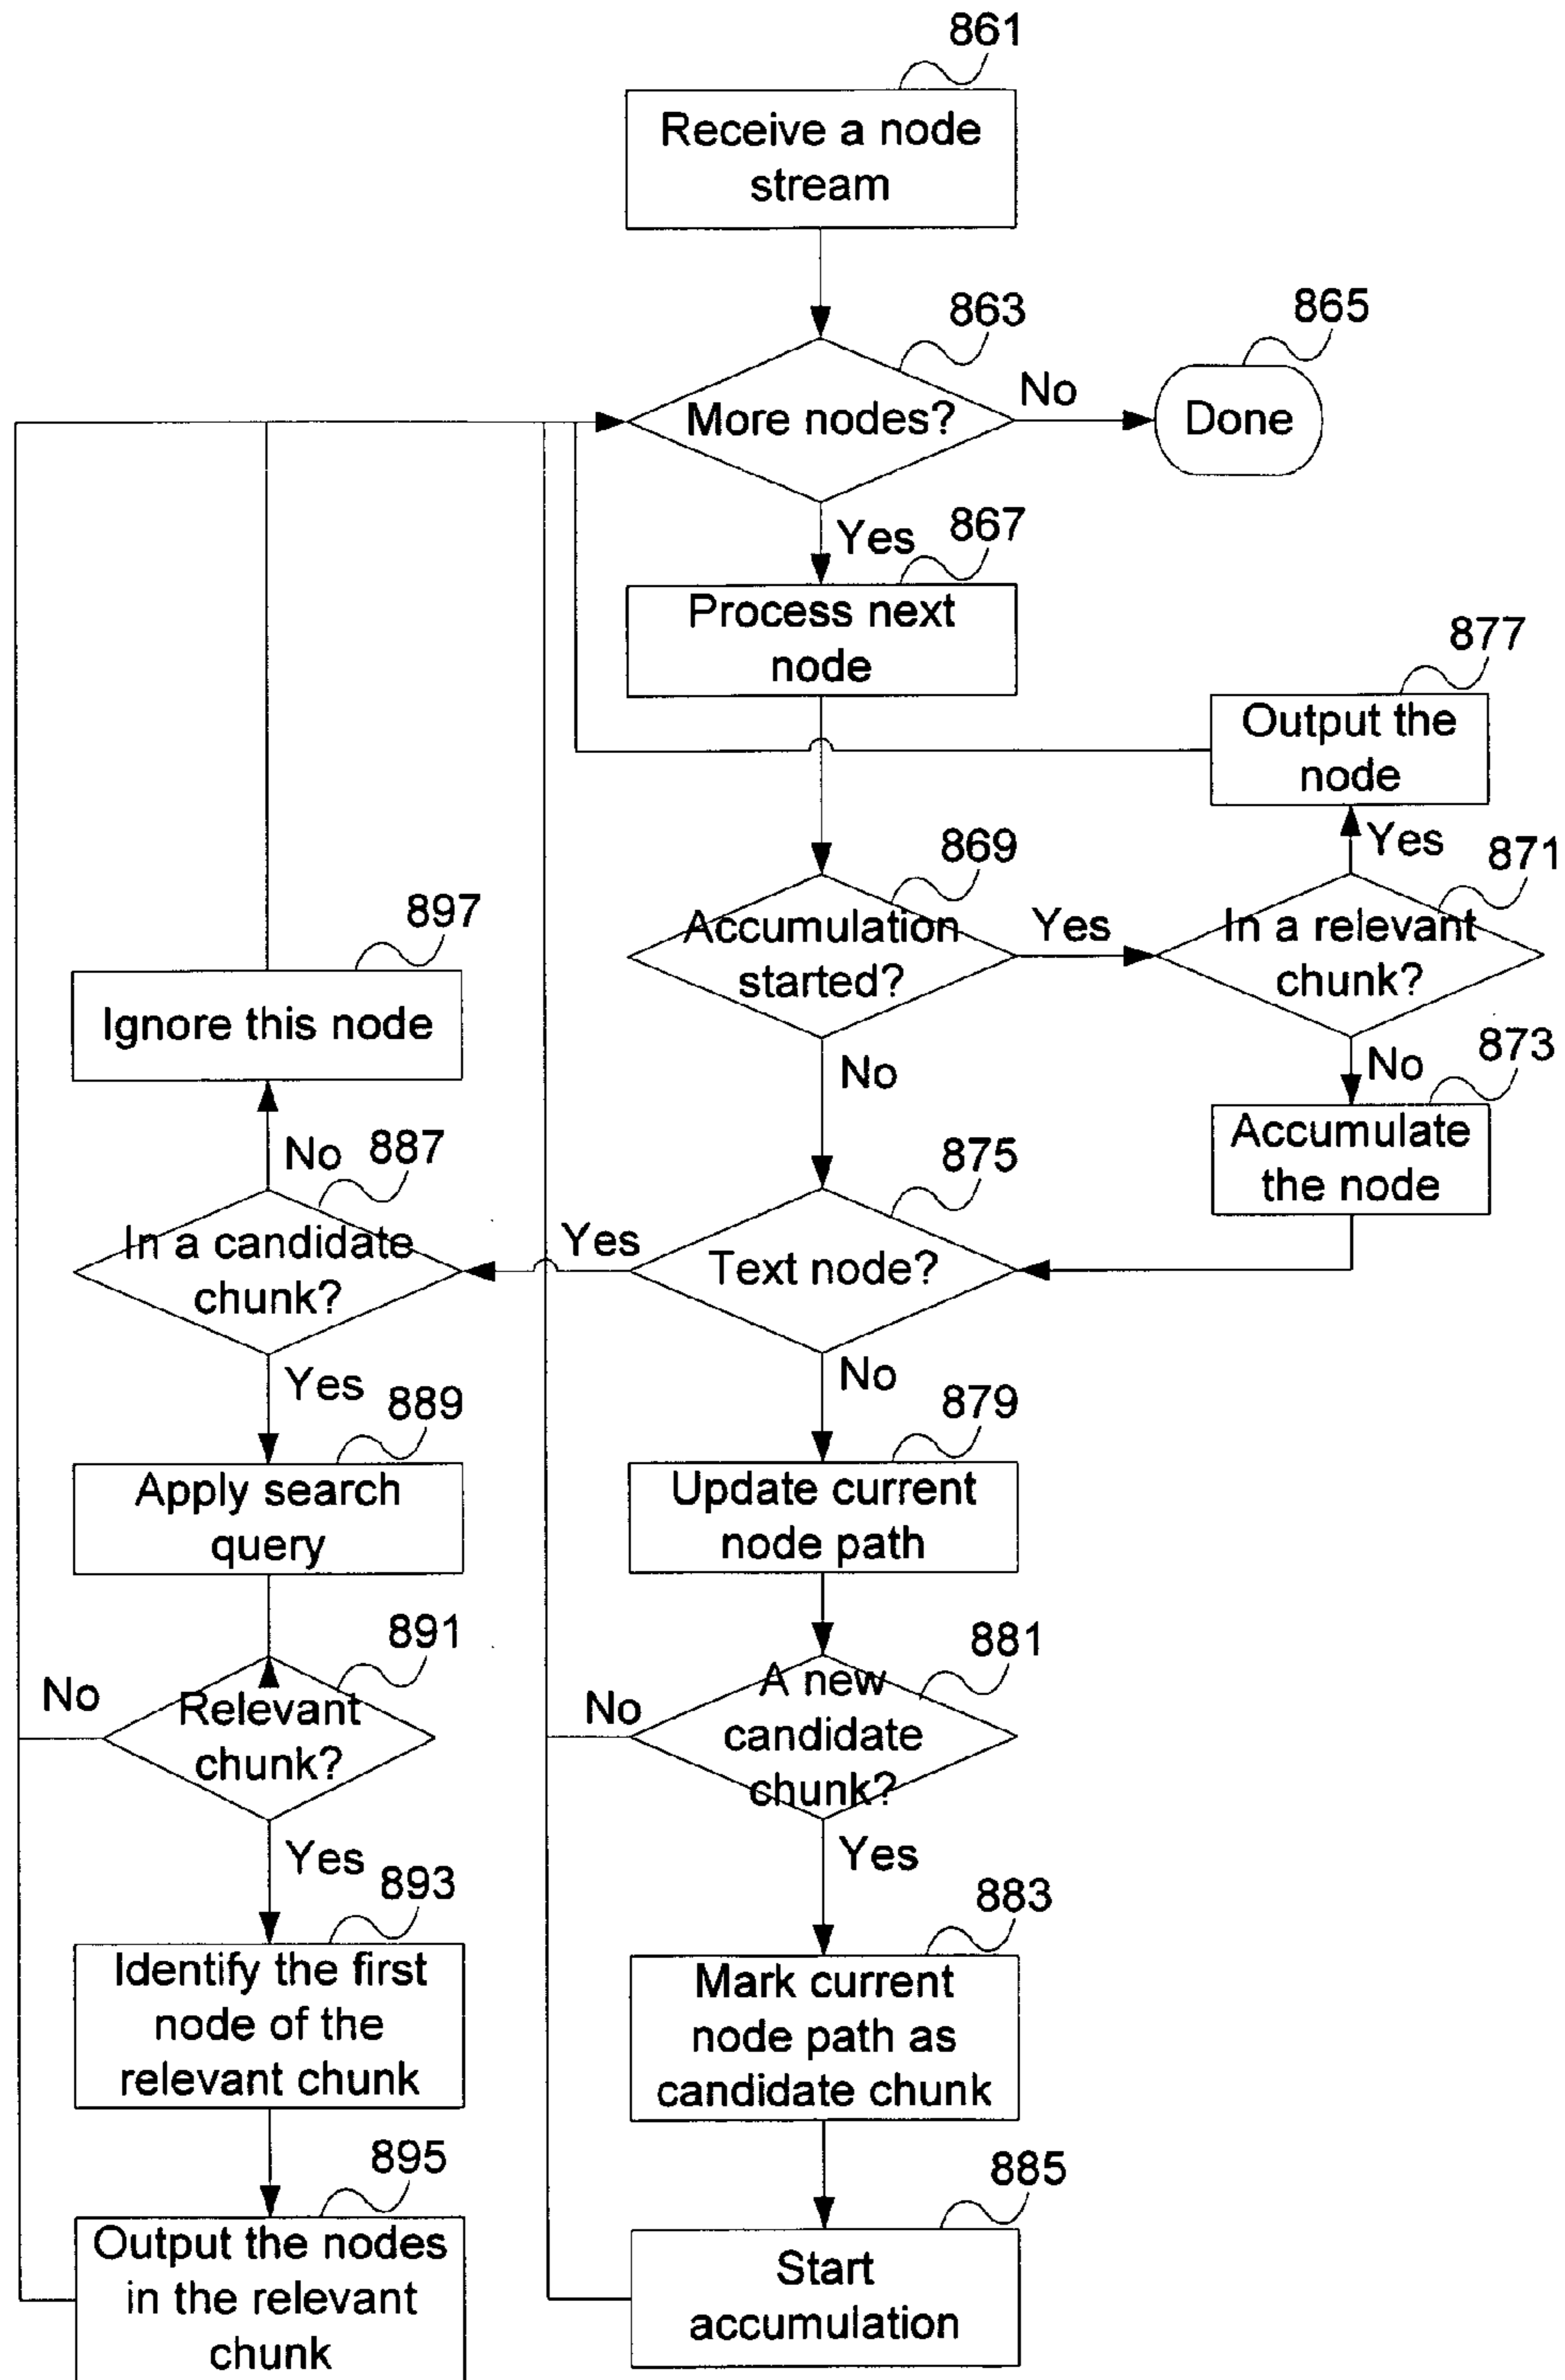 861
Receive a node
stream
863
865
More nodes?
No
Done
Yes
867
Process next
node
877
Output the
node
Yes
869
871
Accumulation
started?
Yes
In a relevant
chunk?
897
Ignore this node
No
No
873
Accumulate
the node
No
887
875
In a candidate
chunk?
Yes
Text node?
Yes
No
889
879
Apply search
query
Update current
node path
891
881
No
Relevant
chunk?
No
A new
candidate
chunk?
Yes
Yes
893
883
Identify the first
node of the
relevant chunk
Mark current
node path as
candidate chunk
895
885
Output the nodes
in the relevant
chunk
Start
accumulation